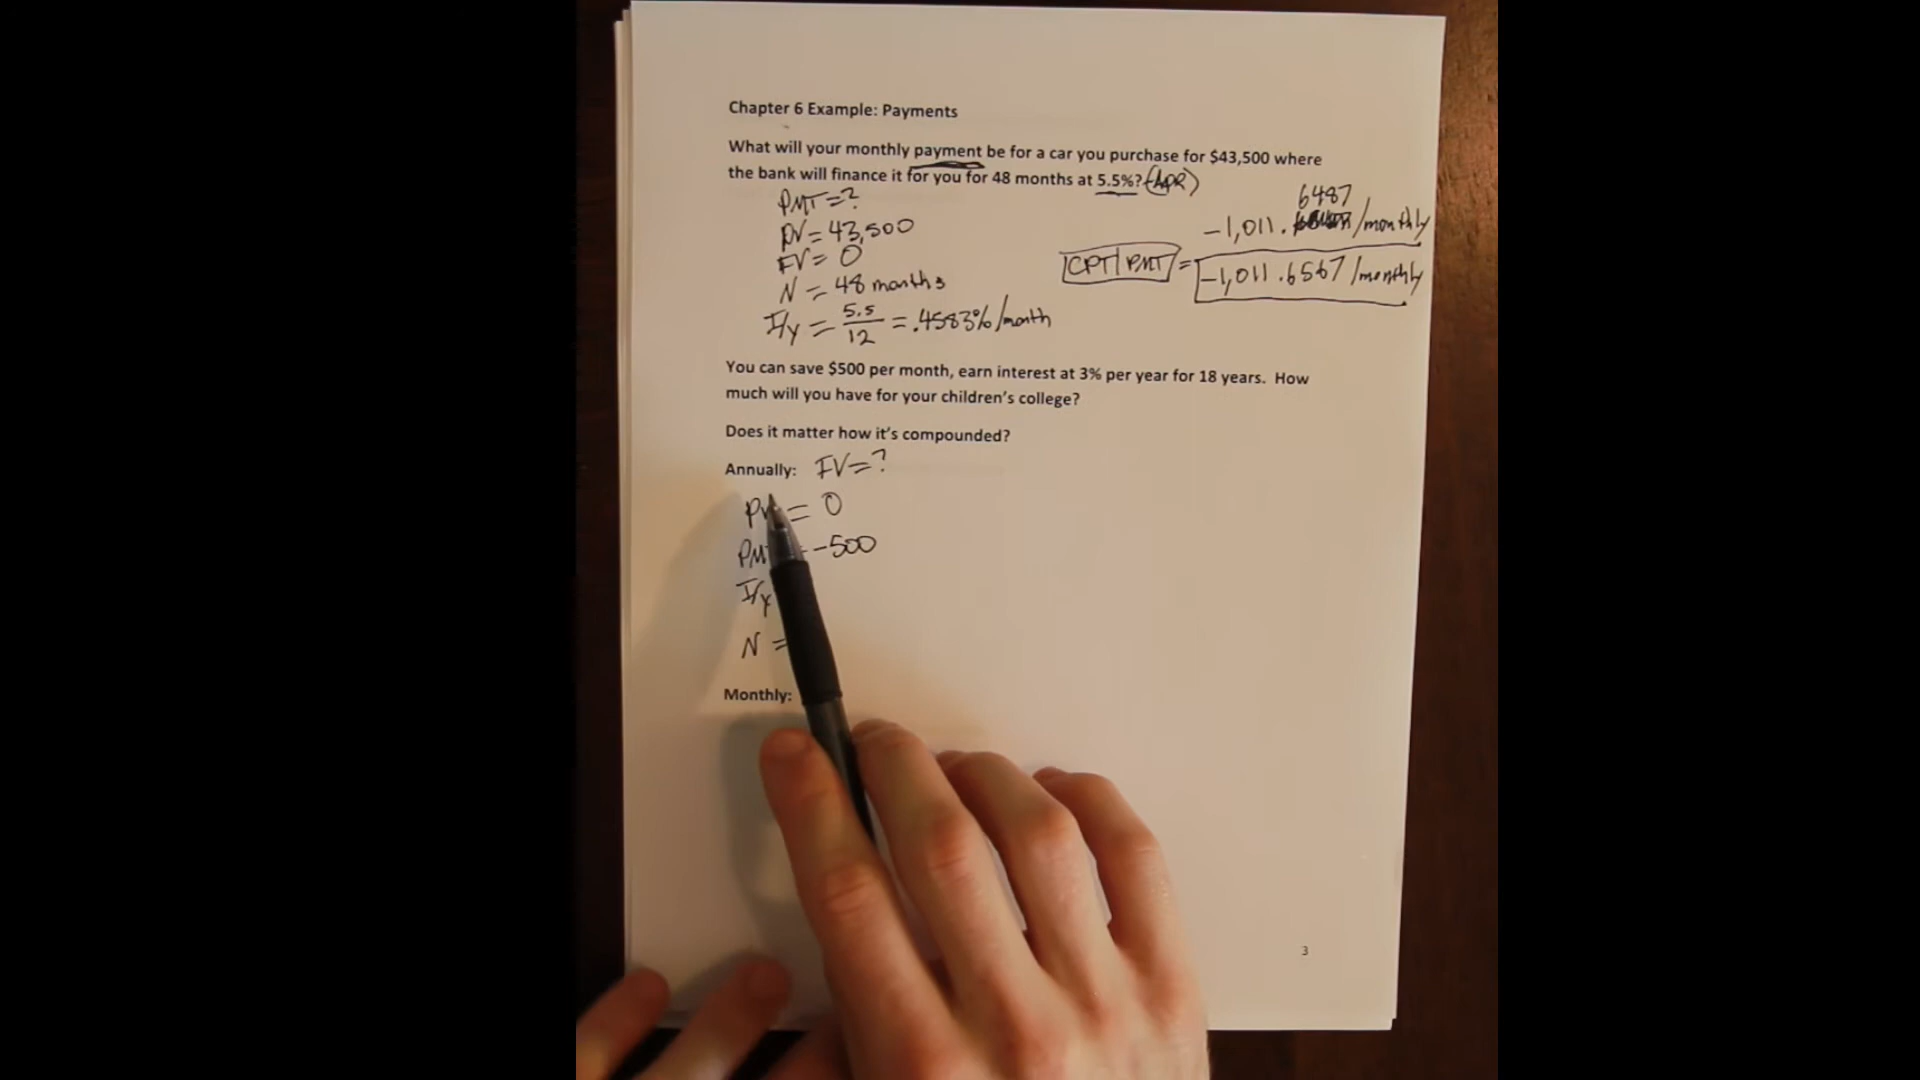 Chapter 6 Example: Payments
What will your monthly payment be for a car you purchase for $43,500 where
the bank will finance it for you for 48 months at 5.5%? (APR)
PMT = ?
PV = 43,500
FV = 0
N = 48 months
I/Y = 5.5/12 = .4583%/month
6487
-1,011. /monthly
CPT PMT = -1,011.6567/monthly
You can save $500 per month, earn interest at 3% per year for 18 years. How
much will you have for your children's college?
Does it matter how it's compounded?
Annually: FV = ?
PV = 0
PMT = -500
I/Y
N =
Monthly:
3